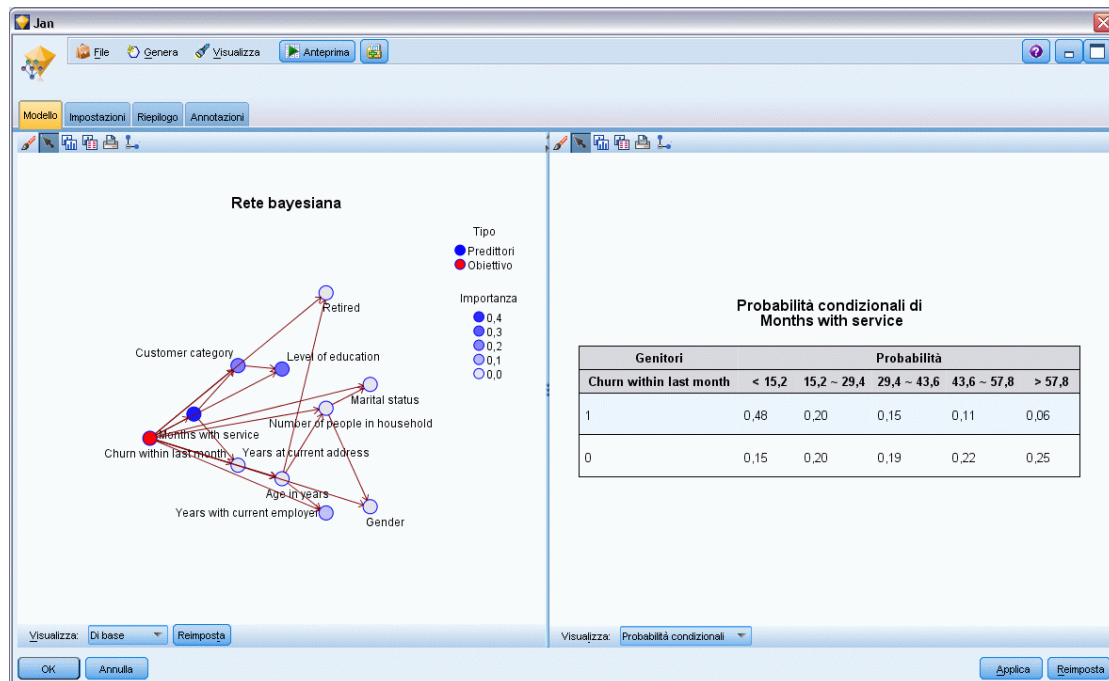 Jan
File Genera Visualizza Anteprima
Modello Impostazioni Riepilogo Annotazioni
Rete bayesiana
Tipo
Predittori
Obiettivo
Importanza
0,4
0,3
0,2
0,1
0,0
Retired
Customer category
Level of education
Marital status
Number of people in household
Months with service
Churn within last month
Years at current address
Age in years
Years with current employer
Gender
Visualizza: Di base Reimposta
Probabilità condizionali di
Months with service
Genitori Probabilità
Churn within last month < 15,2 15,2 ~ 29,4 29,4 ~ 43,6 43,6 ~ 57,8 > 57,8
1 0,48 0,20 0,15 0,11 0,06
0 0,15 0,20 0,19 0,22 0,25
Visualizza: Probabilità condizionali
OK Annulla Applica Reimposta